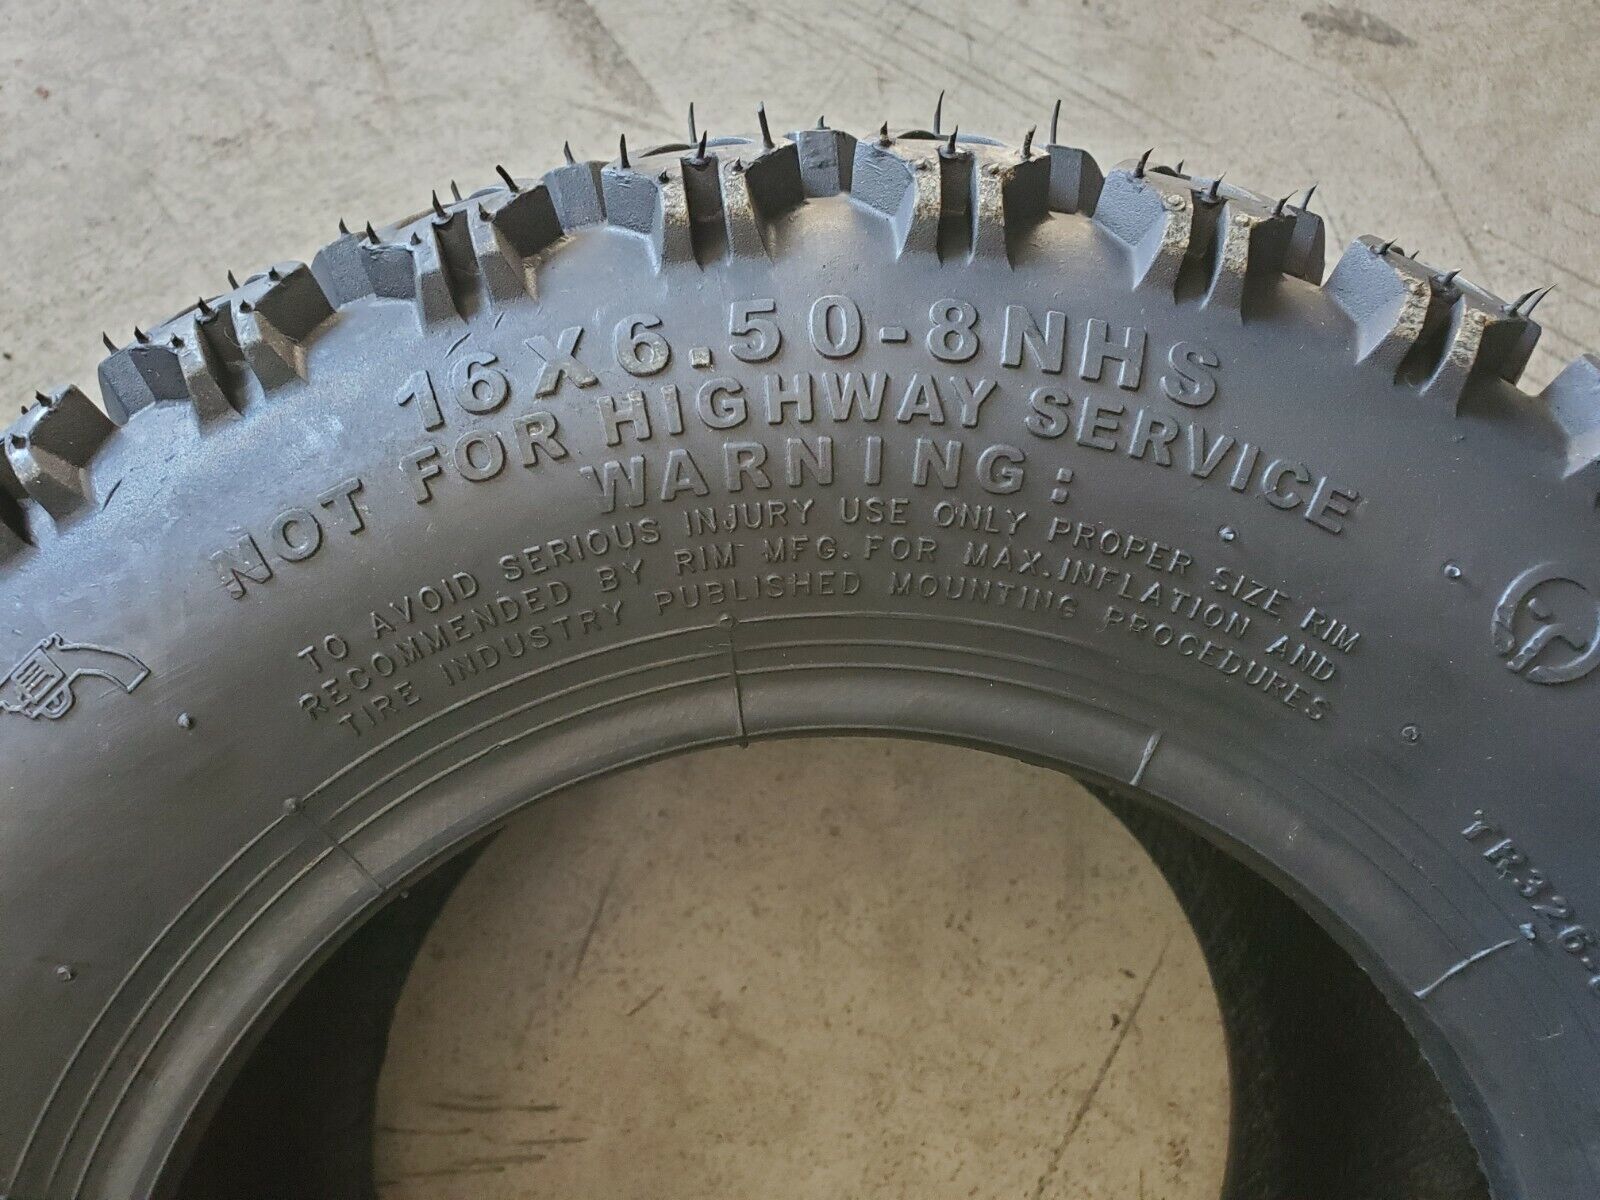 16X6.50-8NHS
NOT FOR HIGHWAY SERVICE
WARNING:
TO AVOID SERIOUS INJURY USE ONLY PROPER SIZE RIM
RECOMMENDED BY RIM MFG. FOR MAX. INFLATION AND
TIRE INDUSTRY PUBLISHED MOUNTING PROCEDURES
TR326